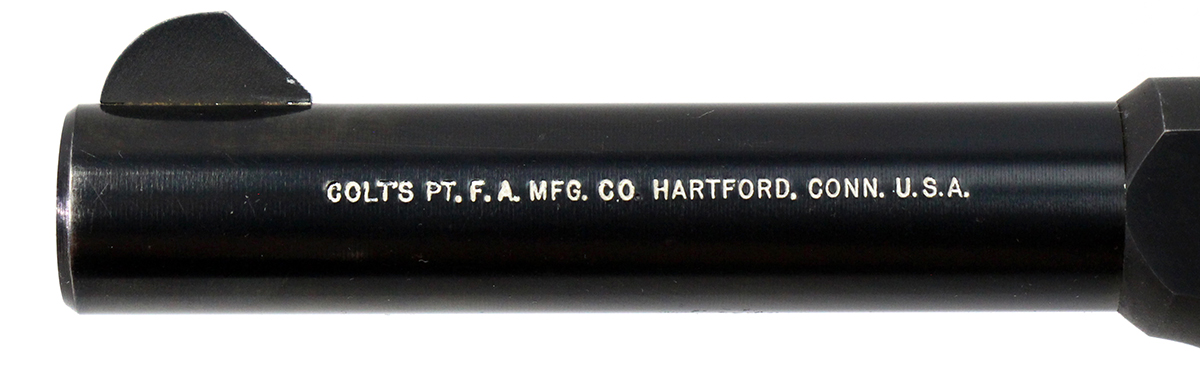 COLT'S PT. F. A. MFG. CO. HARTFORD. CONN. U. S. A.